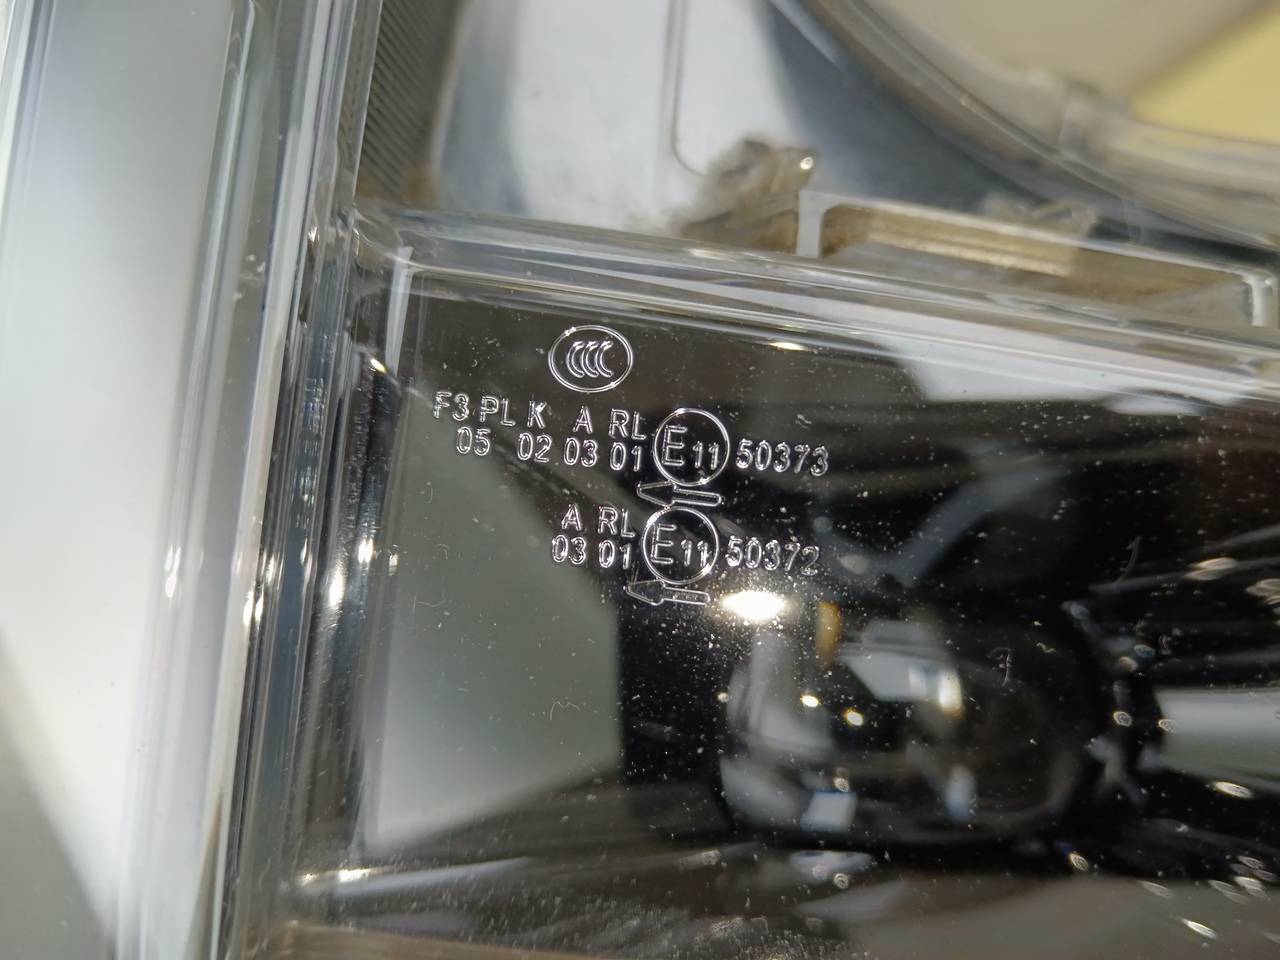 CCC
F3 PL K A RL
05 02 03 01 E11 50373
A RL
03 01 E11 50372